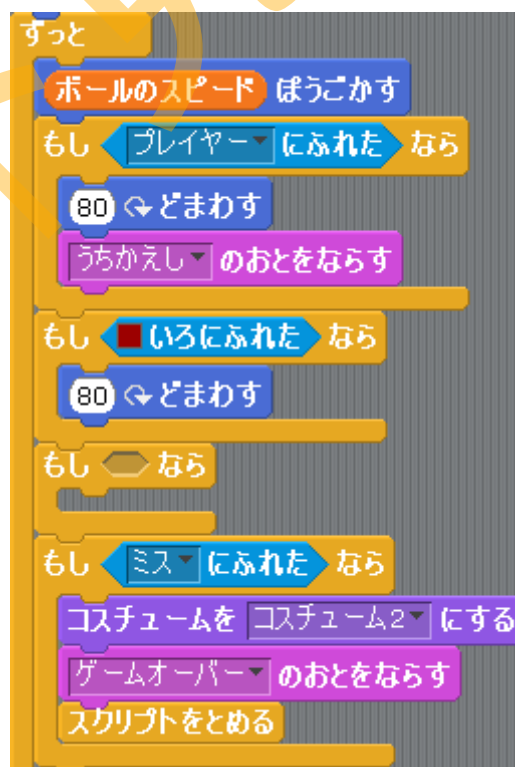 ずっと
ボールのスピード ほうごかす
もし プレイヤー にふれた なら
80 どまわす
うちかえし のおとをならす
もし いろにふれた なら
80 どまわす
もし なら
もし ミス にふれた なら
コスチュームを コスチューム2 にする
ゲームオーバー のおとをならす
スクリプトをとめる